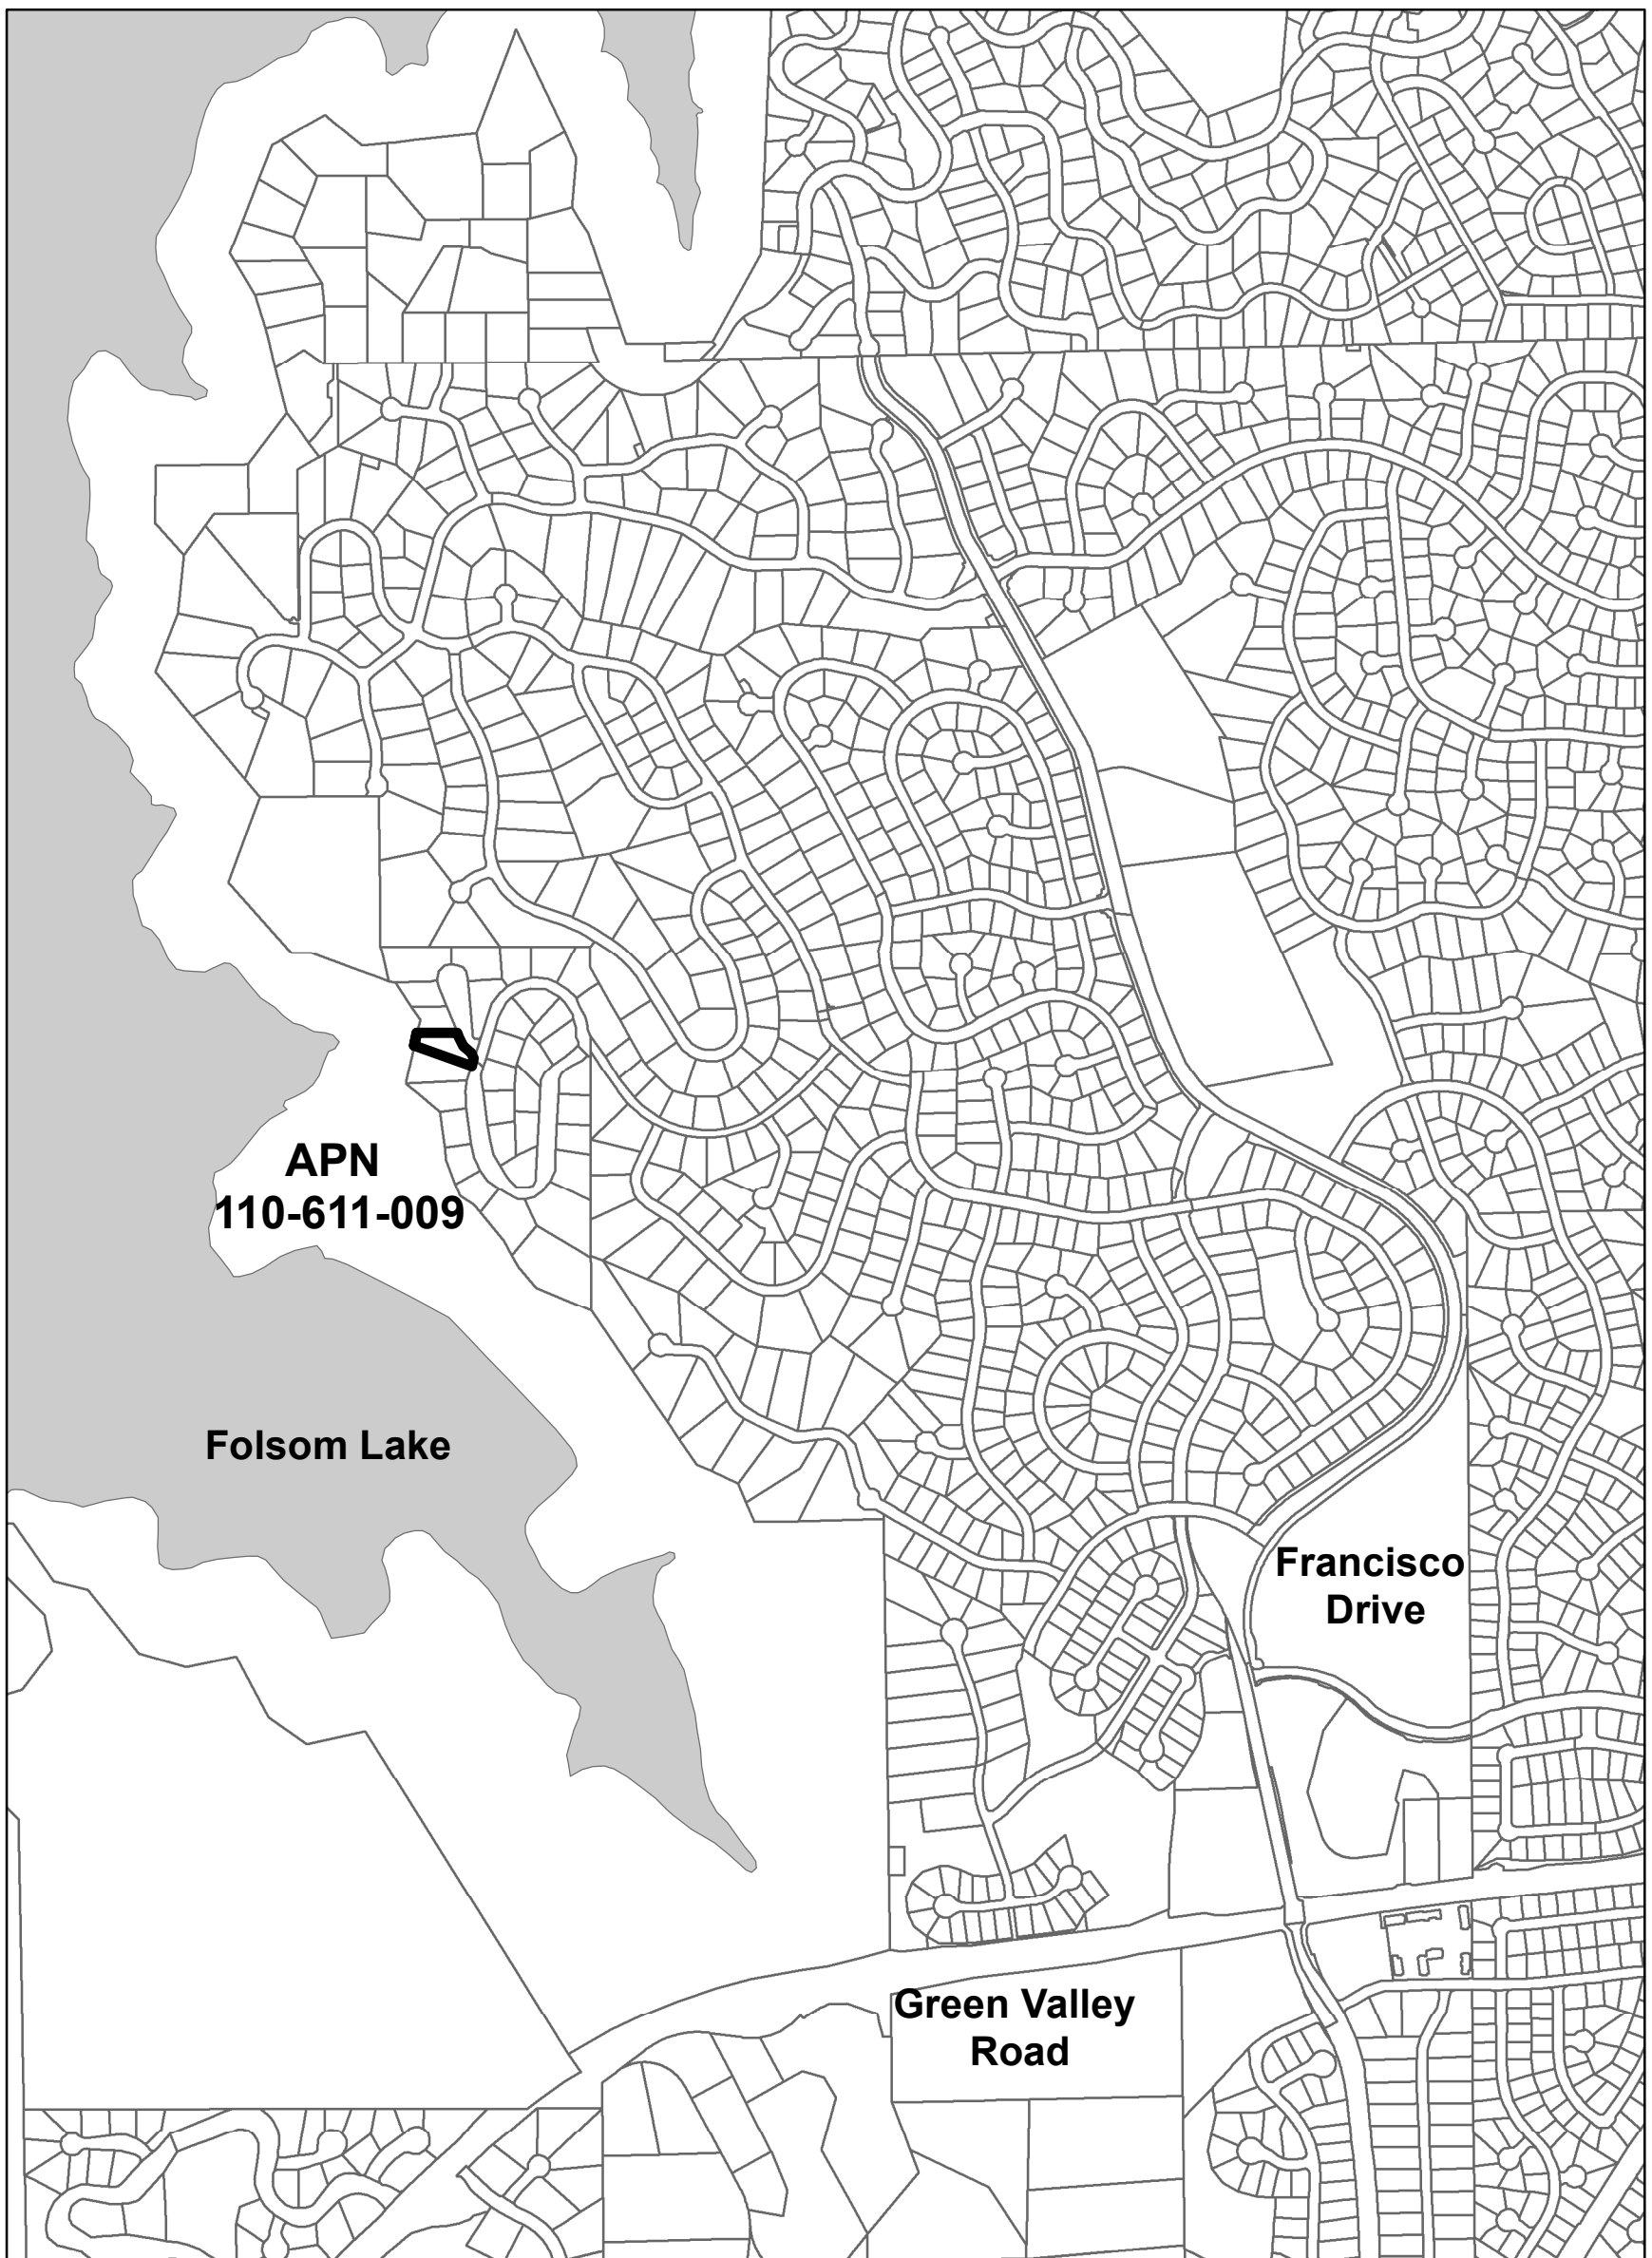 APN
110-611-009
Folsom Lake
Francisco
Drive
Green Valley
Road